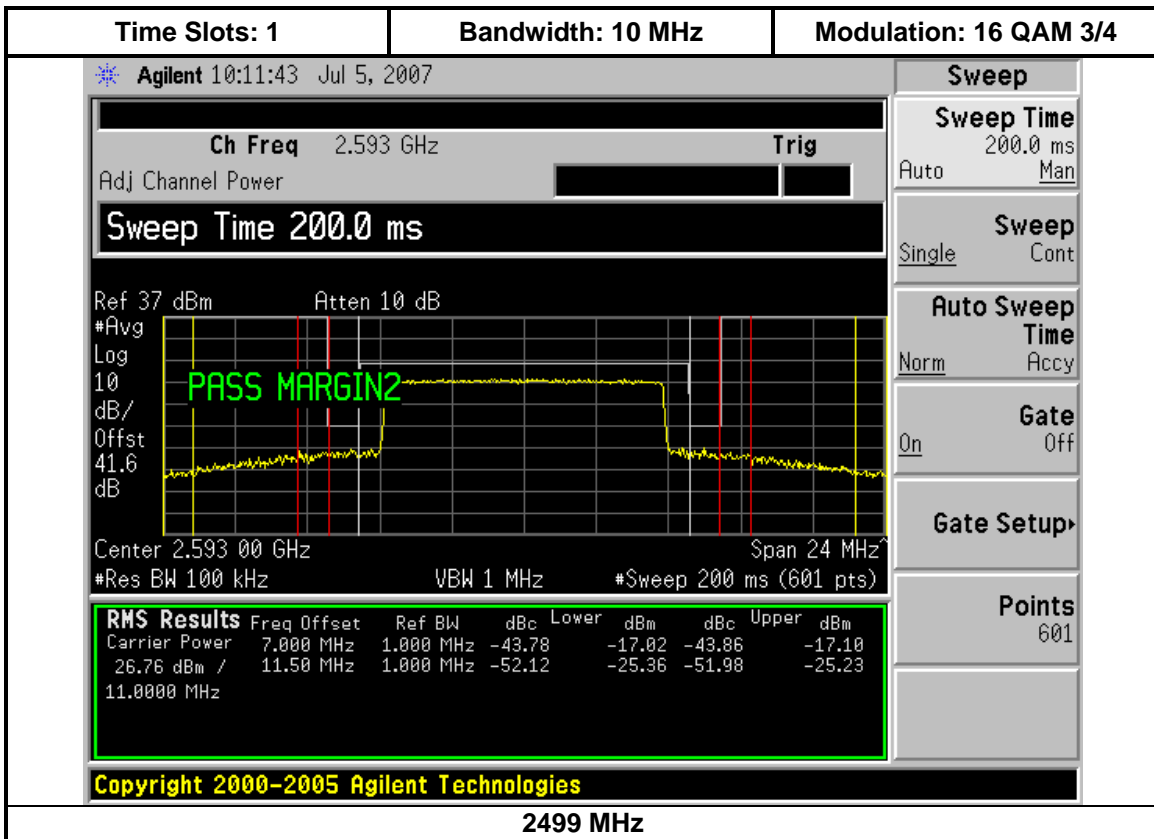 Time Slots: 1 Bandwidth: 10 MHz Modulation: 16 QAM 3/4
Agilent 10:11:43 Jul 5, 2007
Sweep
Ch Freq 2.593 GHz Trig
Adj Channel Power
Sweep Time 200.0 ms
Ref 37 dBm Atten 10 dB
#Avg
Log
10
dB/
Offst
41.6
dB
PASS MARGIN2
Center 2.593 00 GHz Span 24 MHz^
#Res BW 100 kHz VBW 1 MHz #Sweep 200 ms (601 pts)
RMS Results Freq Offset Ref BW dBc Lower dBm dBc Upper dBm
Carrier Power 7.000 MHz 1.000 MHz -43.78 -17.02 -43.86 -17.10
26.76 dBm / 11.50 MHz 1.000 MHz -52.12 -25.36 -51.98 -25.23
11.0000 MHz
Copyright 2000-2005 Agilent Technologies
Sweep Time
200.0 ms
Auto Man
Sweep
Single Cont
Auto Sweep
Time
Norm Accy
Gate
On Off
Gate Setup
Points
601
2499 MHz